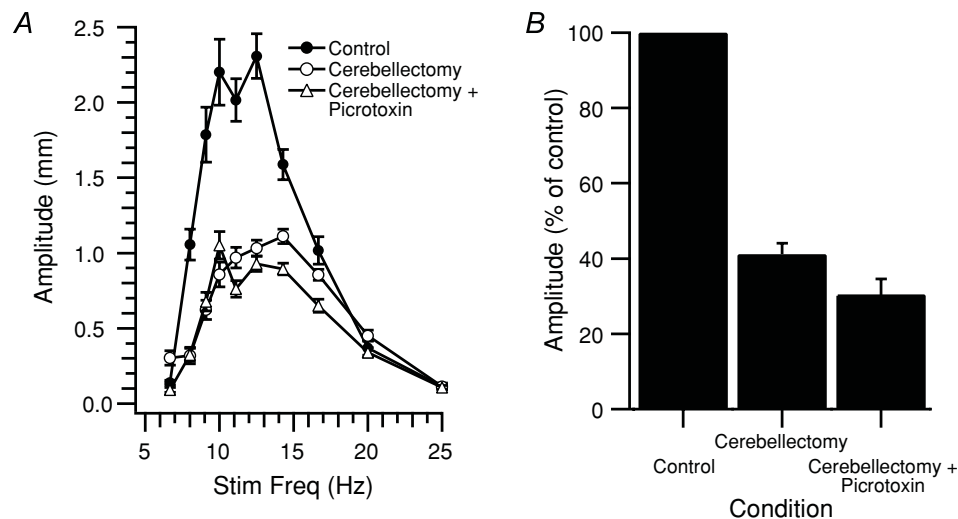 A
2.5
2.0
1.5
1.0
0.5
0.0
Amplitude (mm)
Control
Cerebellectomy
Cerebellectomy +
Picrotoxin
5 10 15 20 25
Stim Freq (Hz)
B
100
80
60
40
20
0
Amplitude (% of control)
Cerebellectomy
Control Cerebellectomy +
Picrotoxin
Condition